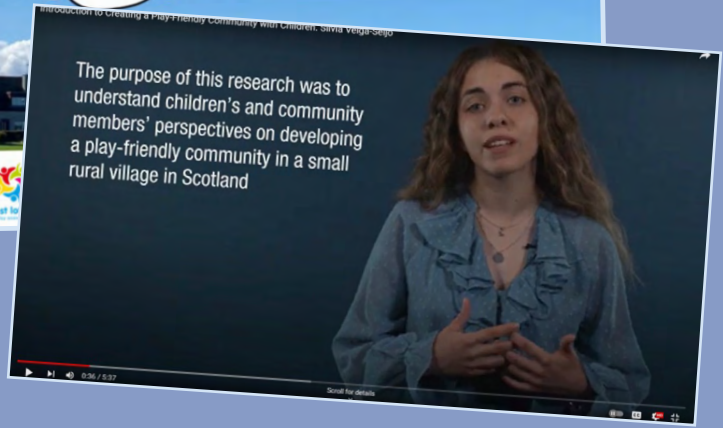 Introduction to Creating a Play-Friendly Community with Children: Silvia Veiga-Seijo
The purpose of this research was to
understand children's and community
members' perspectives on developing
a play-friendly community in a small
rural village in Scotland
0:36 / 5:37
Scroll for details